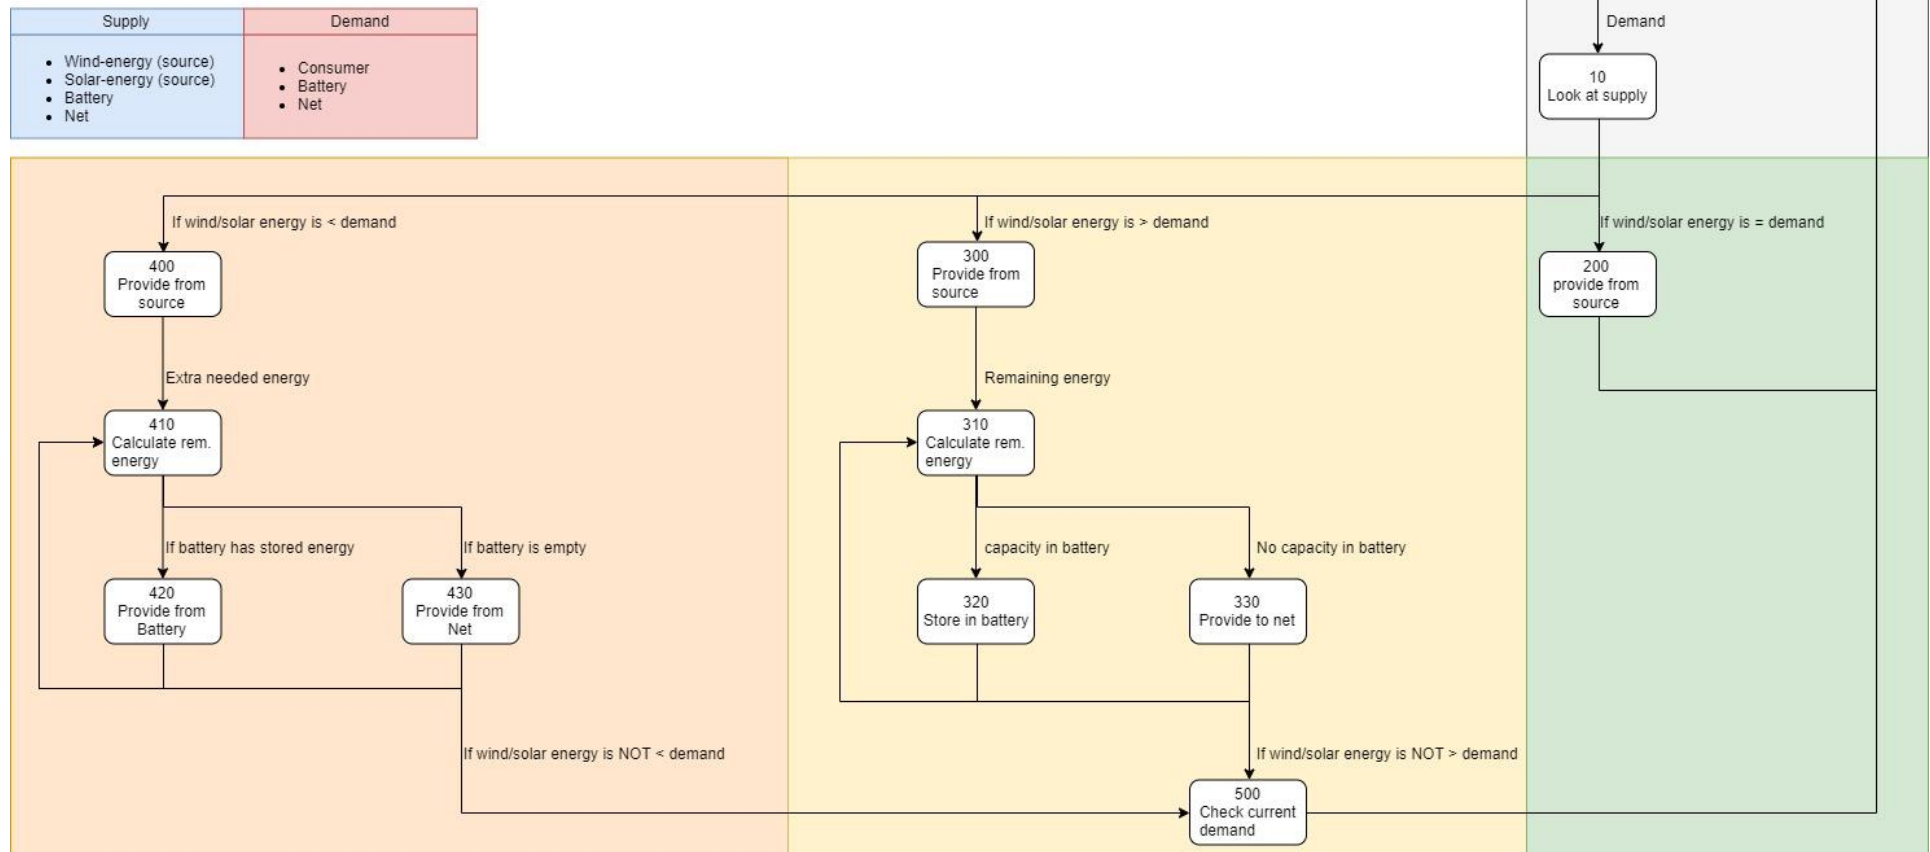 Supply
Demand
Wind-energy (source)
Solar-energy (source)
Battery
Net
Consumer
Battery
Net
Demand
10
Look at supply
If wind/solar energy is < demand
If wind/solar energy is > demand
If wind/solar energy is = demand
400
Provide from
source
300
Provide from
source
200
provide from
source
Extra needed energy
Remaining energy
410
Calculate rem.
energy
310
Calculate rem.
energy
If battery has stored energy
If battery is empty
capacity in battery
No capacity in battery
420
Provide from
Battery
430
Provide from
Net
320
Store in battery
330
Provide to net
If wind/solar energy is NOT < demand
If wind/solar energy is NOT > demand
500
Check current
demand